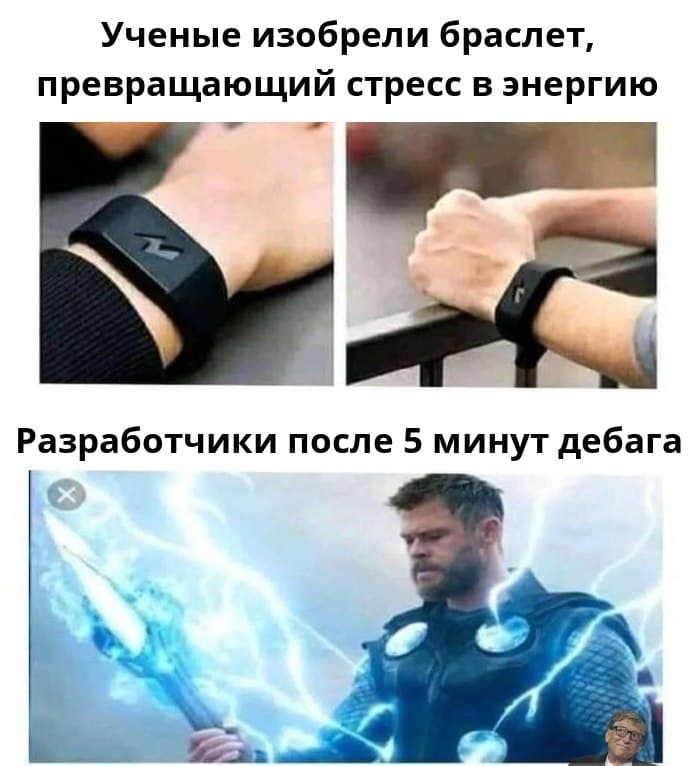 Ученые изобрели браслет,
превращающий стресс в энергию
Разработчики после 5 минут дебага